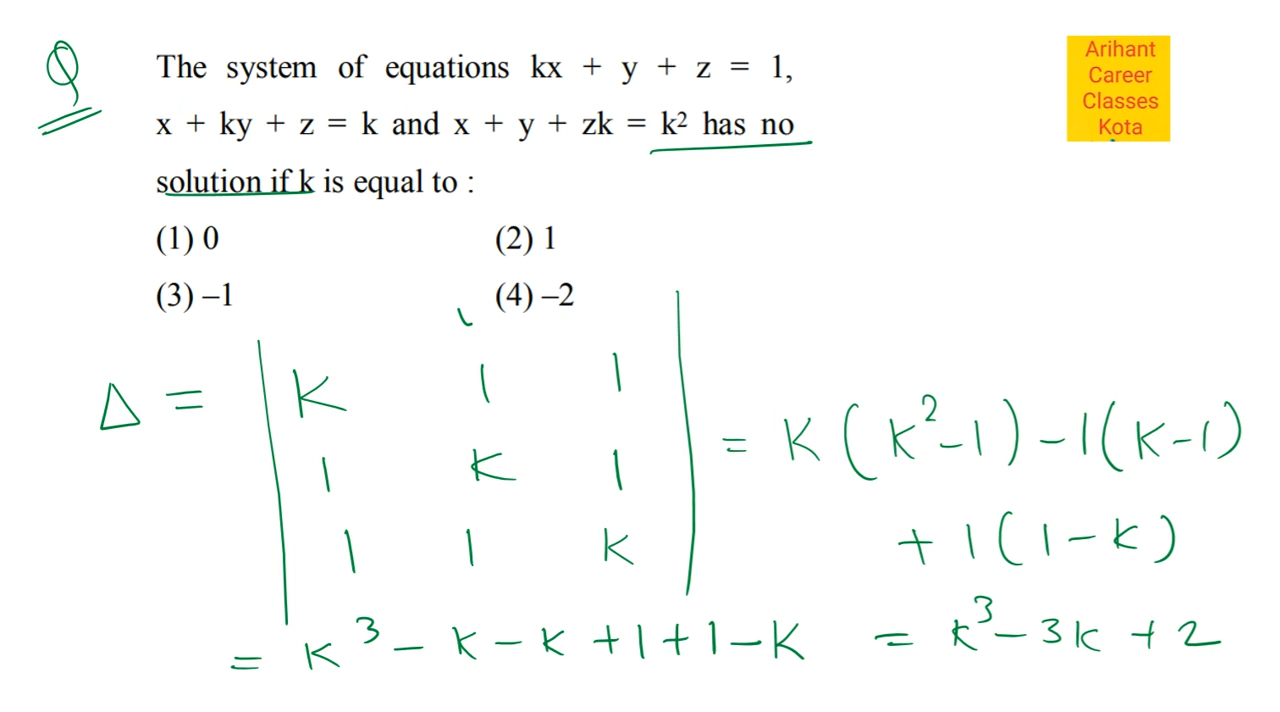 Q
The system of equations kx + y + z = 1,
x + ky + z = k and x + y + zk = k² has no
solution if k is equal to :
(1) 0 (2) 1
(3) –1 (4) –2
Arihant
Career
Classes
Kota
Δ = | K 1 1 |
| 1 K 1 |
| 1 1 K |
= K(K²-1)-1(K-1)
+ 1(1-K)
= K³ - K - K + 1 + 1 - K = K³ - 3K + 2